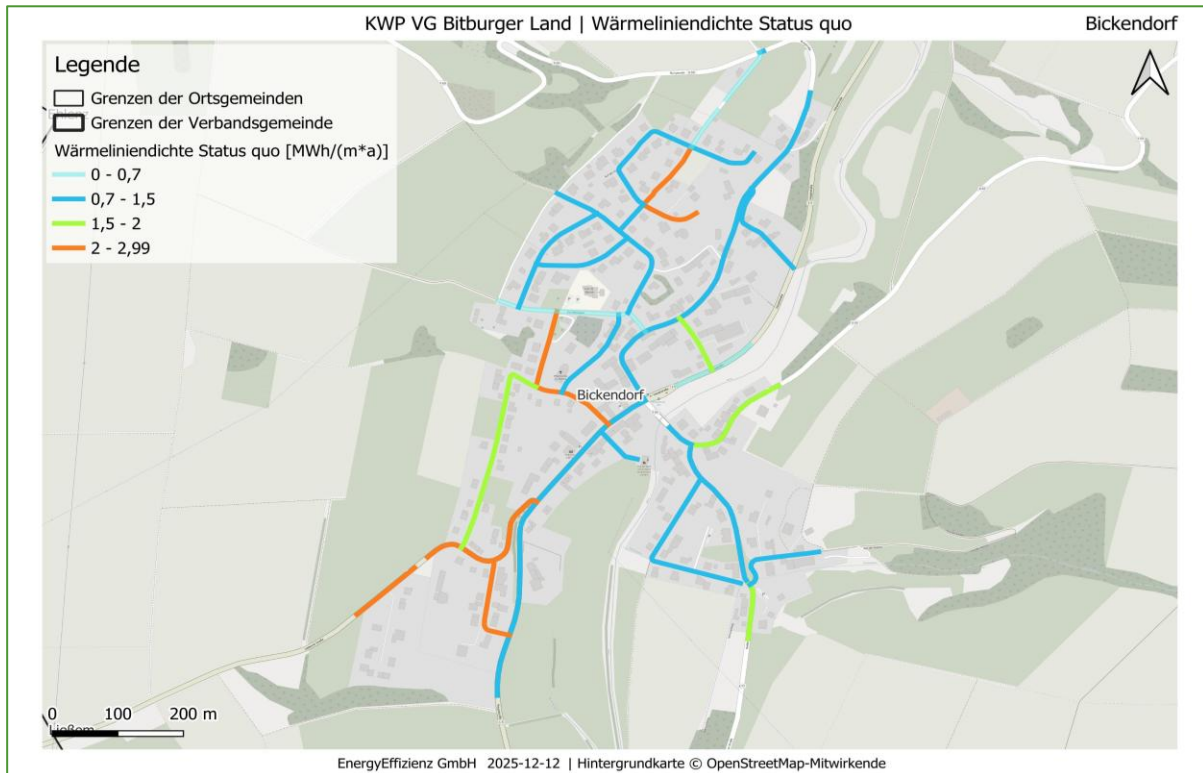 KWP VG Bitburger Land | Wärmeliniendichte Status quo
Bickendorf
Legende
Grenzen der Ortsgemeinden
Grenzen der Verbandsgemeinde
Wärmeliniendichte Status quo [MWh/(m*a)]
0 - 0,7
0,7 - 1,5
1,5 - 2
2 - 2,99
Bickendorf
0 100 200 m
Ließem
EnergyEffizienz GmbH 2025-12-12 | Hintergrundkarte © OpenStreetMap-Mitwirkende